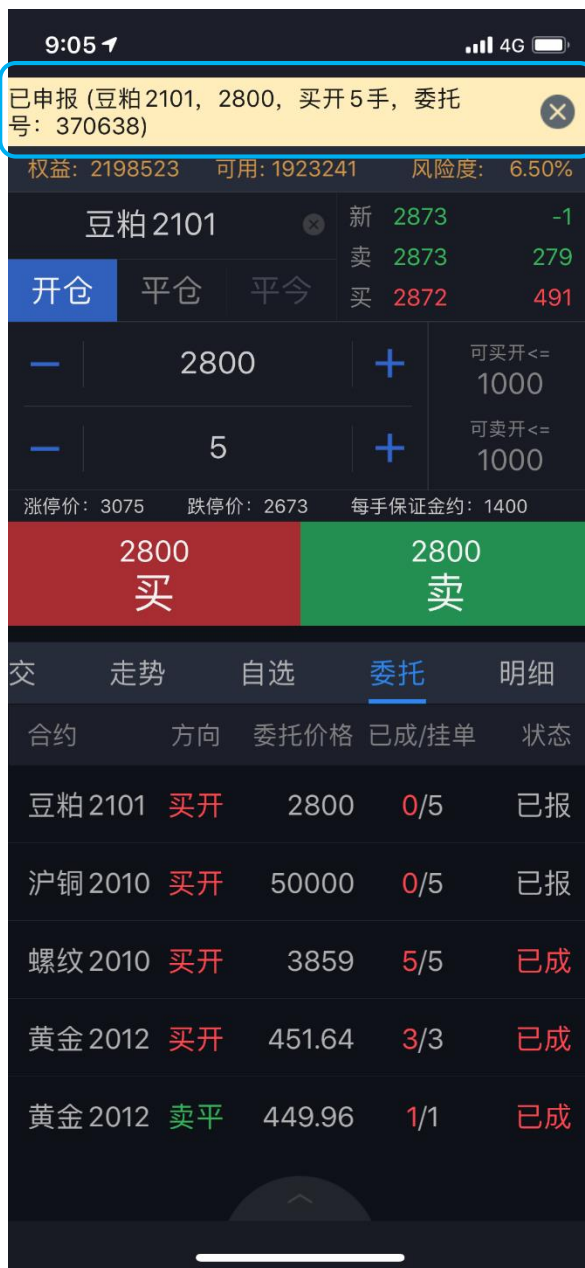 9:05 4G
已申报 (豆粕2101, 2800, 买开5手, 委托
号: 370638)
权益: 2198523 可用: 1923241 风险度: 6.50%
豆粕2101 新 2873 -1
卖 2873 279
开仓 平仓 平今 买 2872 491
2800 可买开<=
1000
5 可卖开<=
1000
涨停价: 3075 跌停价: 2673 每手保证金约: 1400
2800 2800
买 卖
交 走势 自选 委托 明细
合约 方向 委托价格 已成/挂单 状态
豆粕2101 买开 2800 0/5 已报
沪铜2010 买开 50000 0/5 已报
螺纹2010 买开 3859 5/5 已成
黄金2012 买开 451.64 3/3 已成
黄金2012 卖平 449.96 1/1 已成